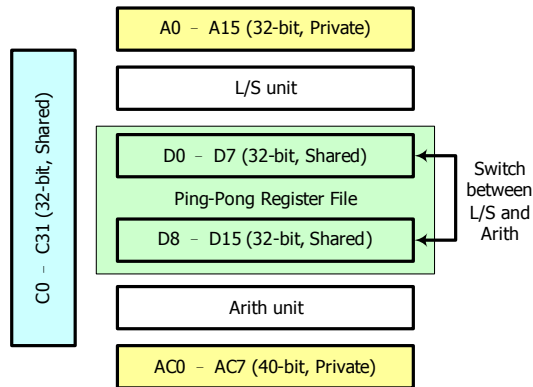 A0 – A15 (32-bit, Private)
L/S unit
C0 – C31 (32-bit, Shared)
D0 – D7 (32-bit, Shared)
Ping-Pong Register File
D8 – D15 (32-bit, Shared)
Switch
between
L/S and
Arith
Arith unit
AC0 – AC7 (40-bit, Private)